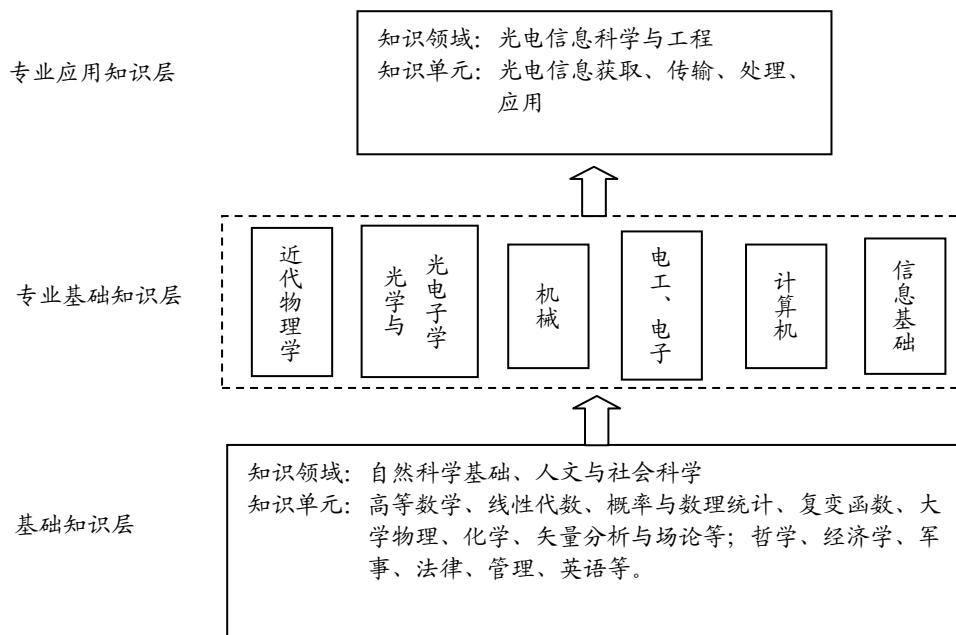 专业应用知识层
知识领域：光电信息科学与工程
知识单元：光电信息获取、传输、处理、
应用
专业基础知识层
近代物理学
光学与
光电子学
机械
电工、电子
计算机
信息基础
基础知识层
知识领域：自然科学基础、人文与社会科学
知识单元：高等数学、线性代数、概率与数理统计、复变函数、大
学物理、化学、矢量分析与场论等；哲学、经济学、军
事、法律、管理、英语等。